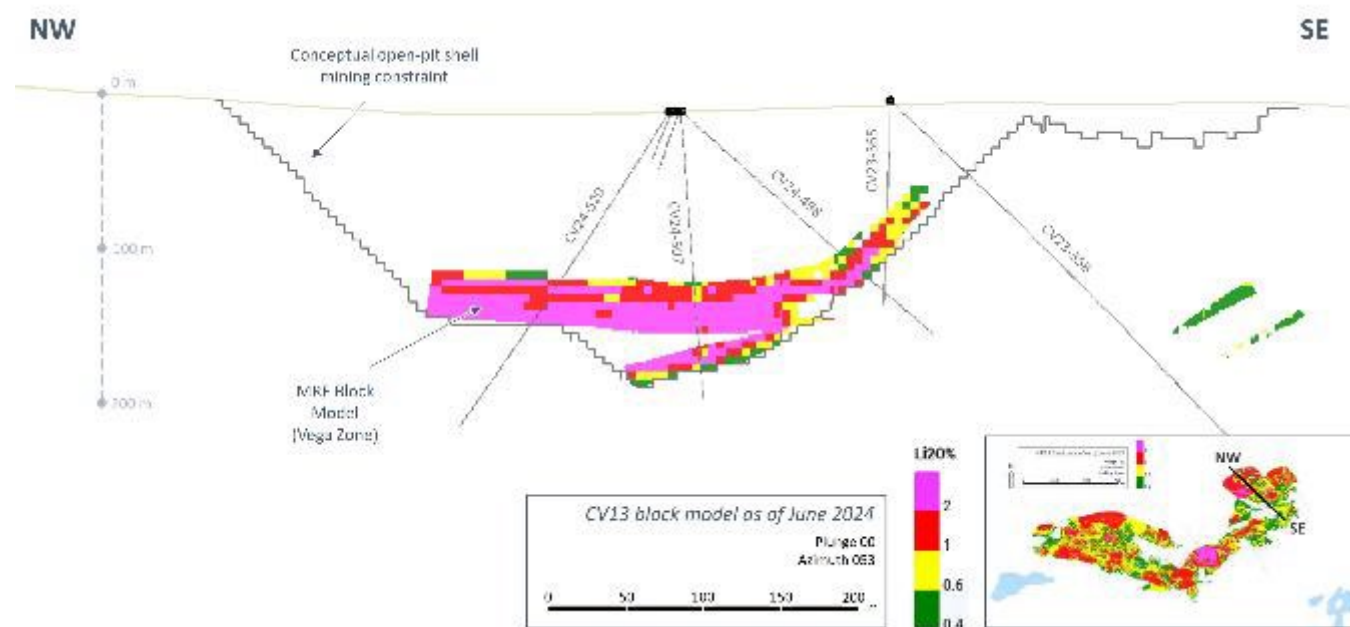 NW
SE
Conceptual open-pit shell
mining constraint
0 m
100 m
200 m
CV24-520
CV24-507
CV24-498
CV23-365
CV23-358
MRE Block
Model
(Vega Zone)
Li20%
2
1
0.6
0.4
CV13 block model as of June 2024
Plunge 00
Azimuth 053
0 50 100 150 200
NW
SE